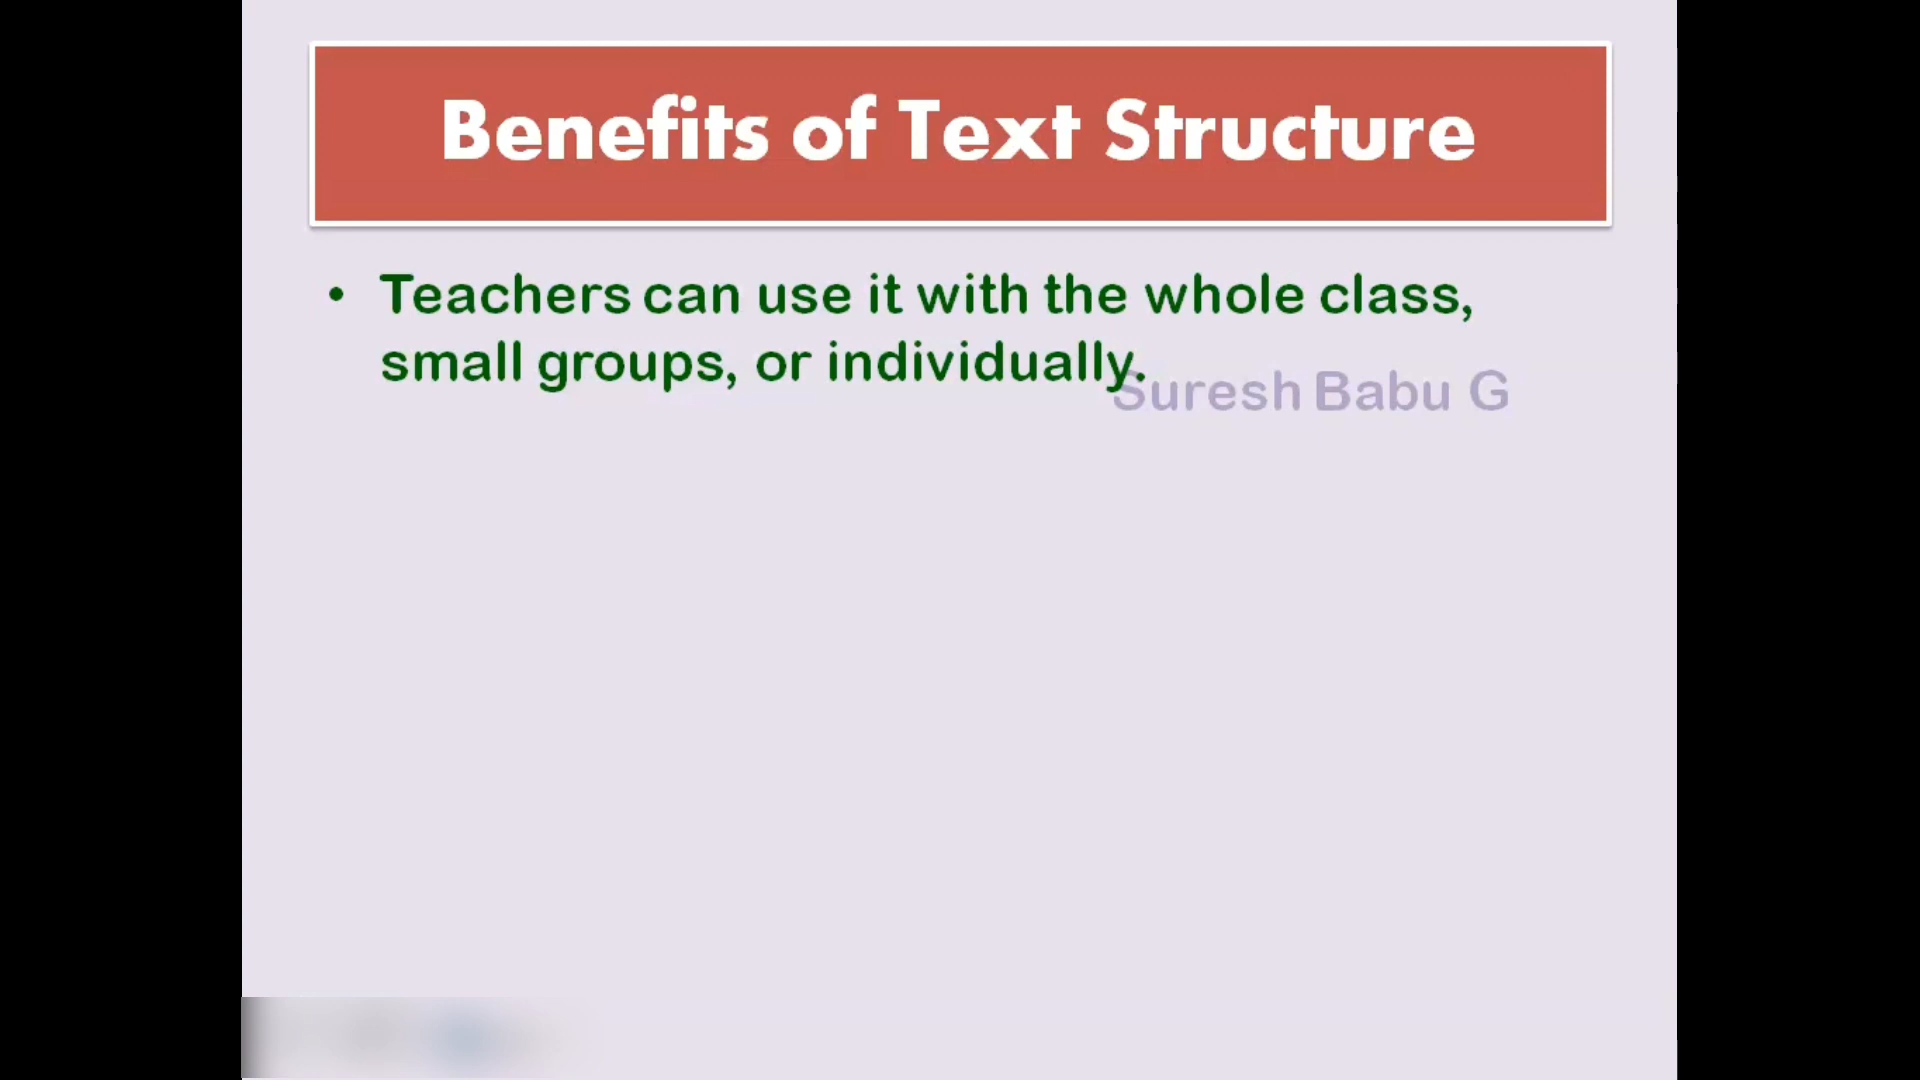 Benefits of Text Structure
• Teachers can use it with the whole class,
small groups, or individually.
Suresh Babu G